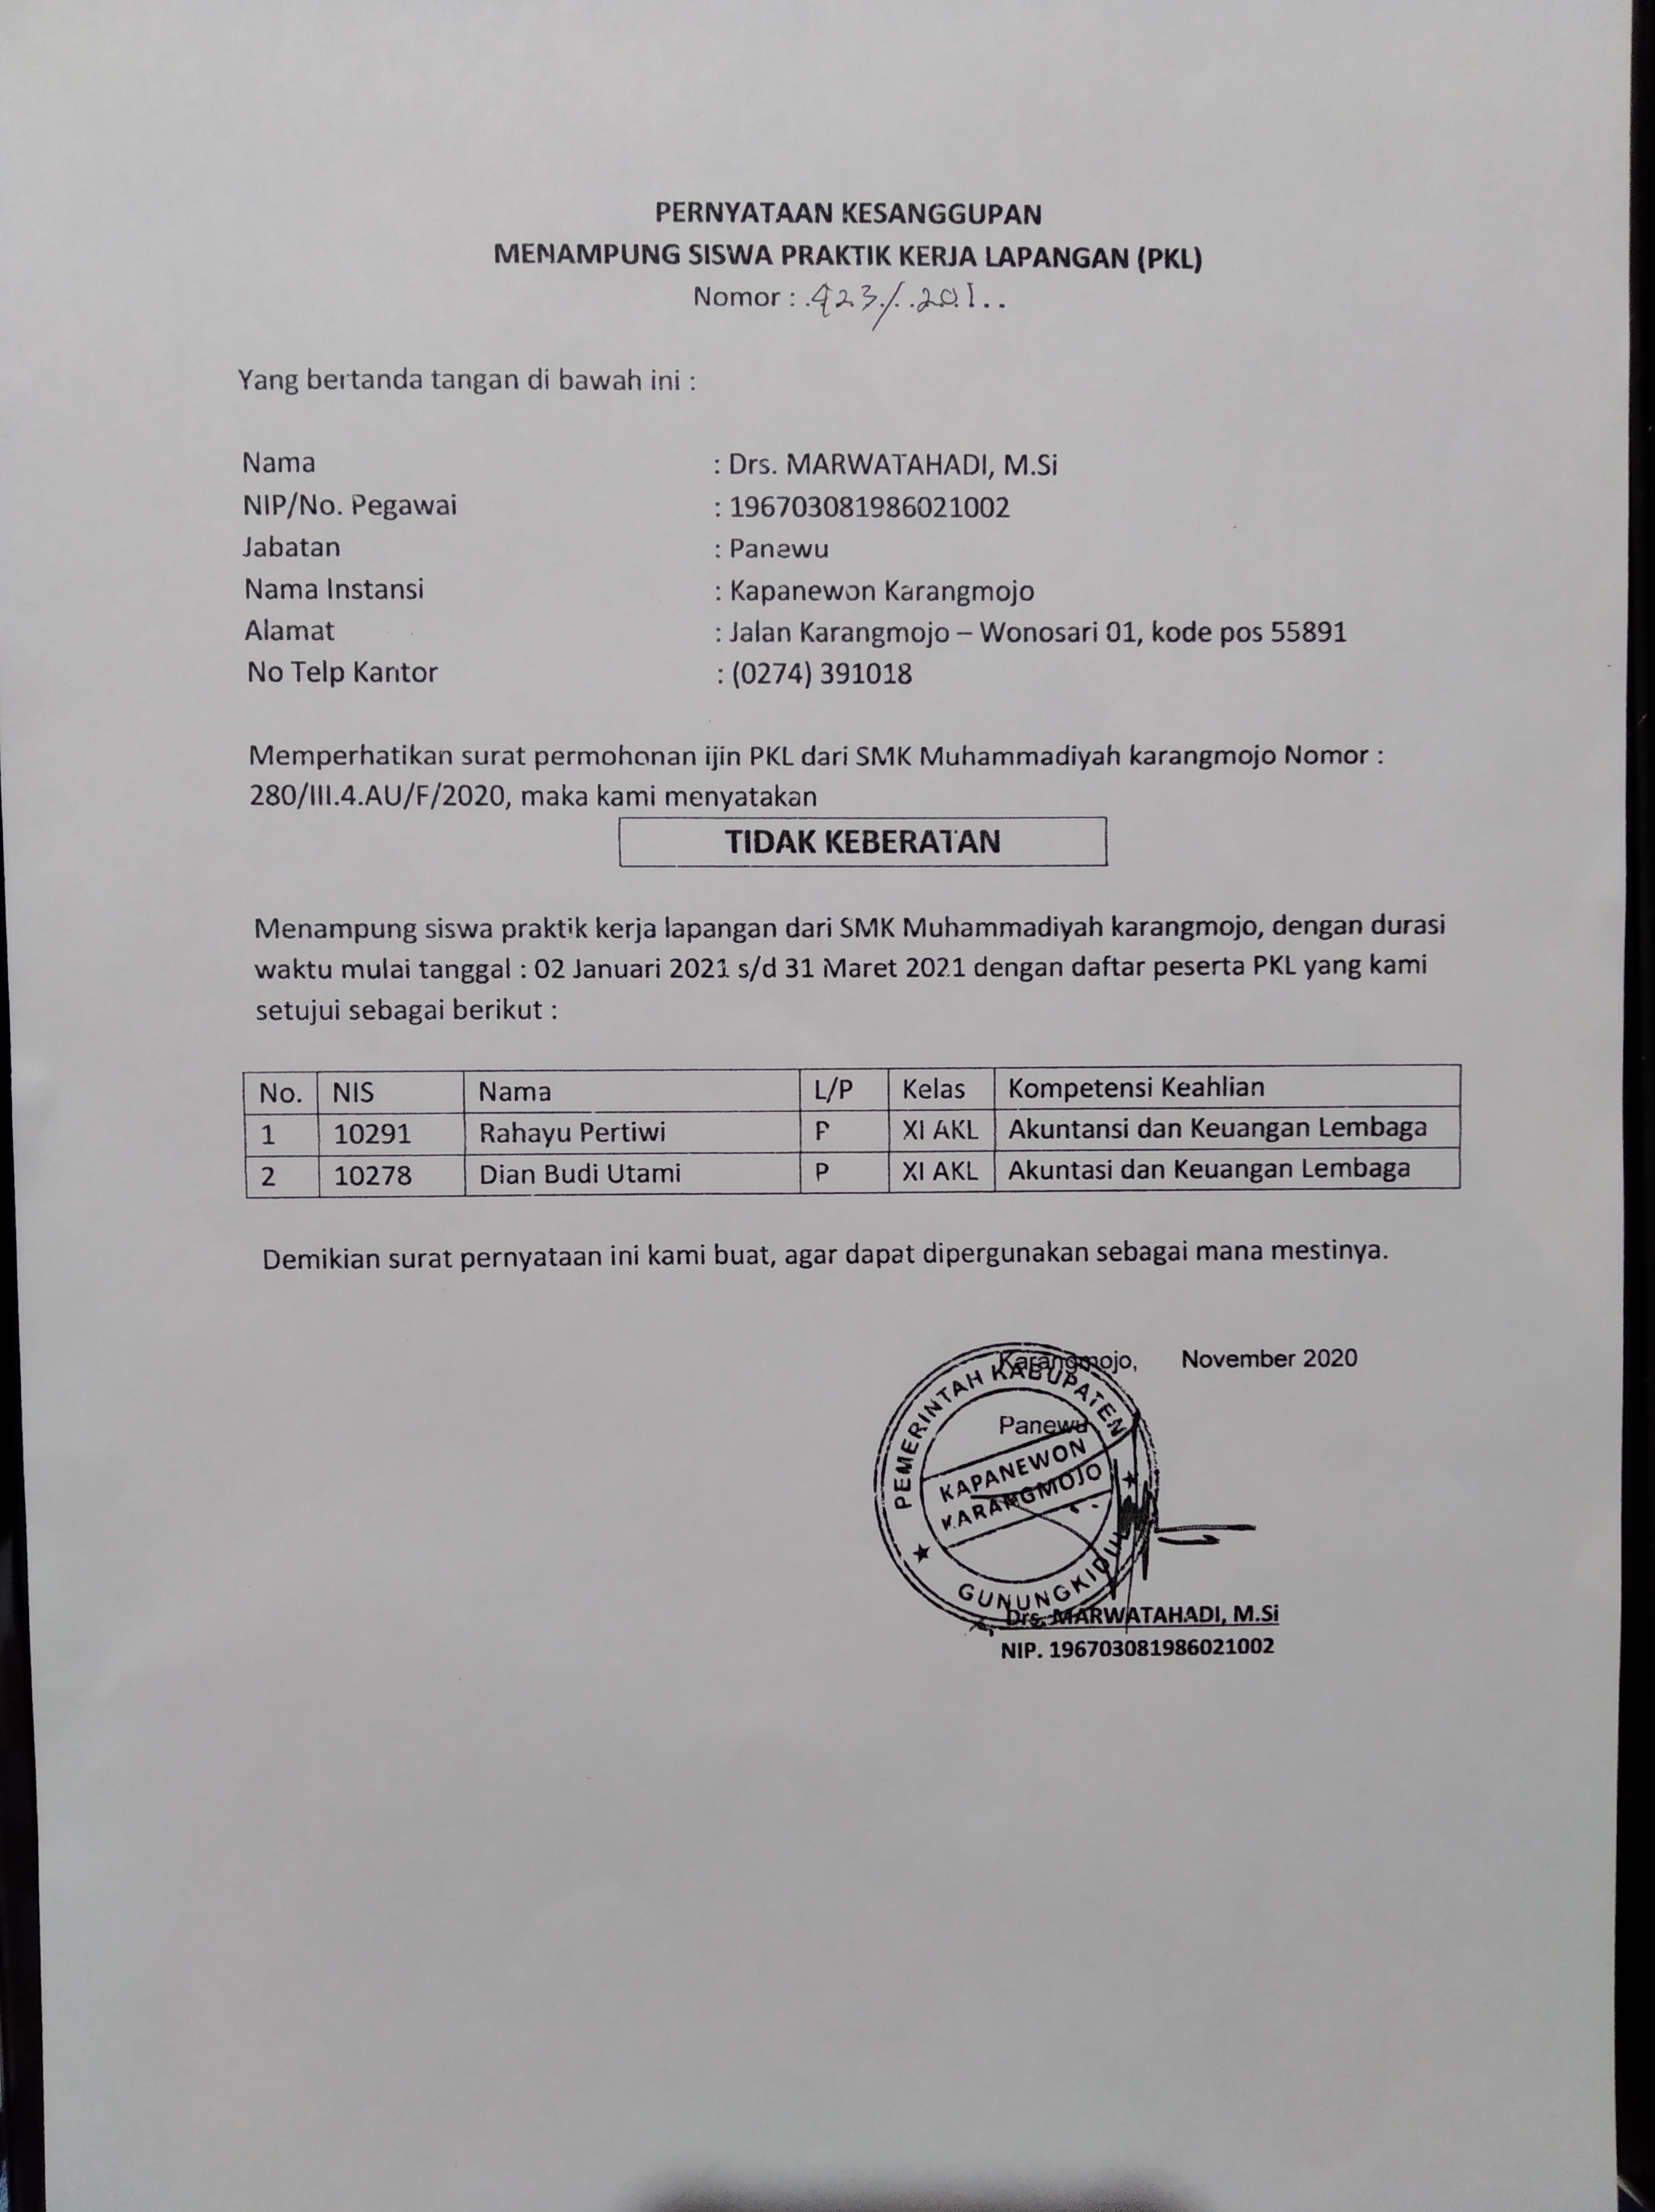 PERNYATAAN KESANGGUPAN
MENAMPUNG SISWA PRAKTIK KERJA LAPANGAN (PKL)
Nomor : .423./..201..
Yang bertanda tangan di bawah ini :
Nama : Drs. MARWATAHADI, M.Si
NIP/No. Pegawai : 196703081986021002
Jabatan : Panewu
Nama Instansi : Kapanewon Karangmojo
Alamat : Jalan Karangmojo – Wonosari 01, kode pos 55891
No Telp Kantor : (0274) 391018
Memperhatikan surat permohonan ijin PKL dari SMK Muhammadiyah karangmojo Nomor :
280/III.4.AU/F/2020, maka kami menyatakan
TIDAK KEBERATAN
Menampung siswa praktik kerja lapangan dari SMK Muhammadiyah karangmojo, dengan durasi
waktu mulai tanggal : 02 Januari 2021 s/d 31 Maret 2021 dengan daftar peserta PKL yang kami
setujui sebagai berikut :
No. NIS Nama L/P Kelas Kompetensi Keahlian
1 10291 Rahayu Pertiwi P XI AKL Akuntansi dan Keuangan Lembaga
2 10278 Dian Budi Utami P XI AKL Akuntasi dan Keuangan Lembaga
Demikian surat pernyataan ini kami buat, agar dapat dipergunakan sebagai mana mestinya.
Karangmojo, November 2020
Panewu
PEMERINTAH KABUPATEN
KAPANEWON
KARANGMOJO
GUNUNGKIDUL
Drs. MARWATAHADI, M.Si
NIP. 196703081986021002